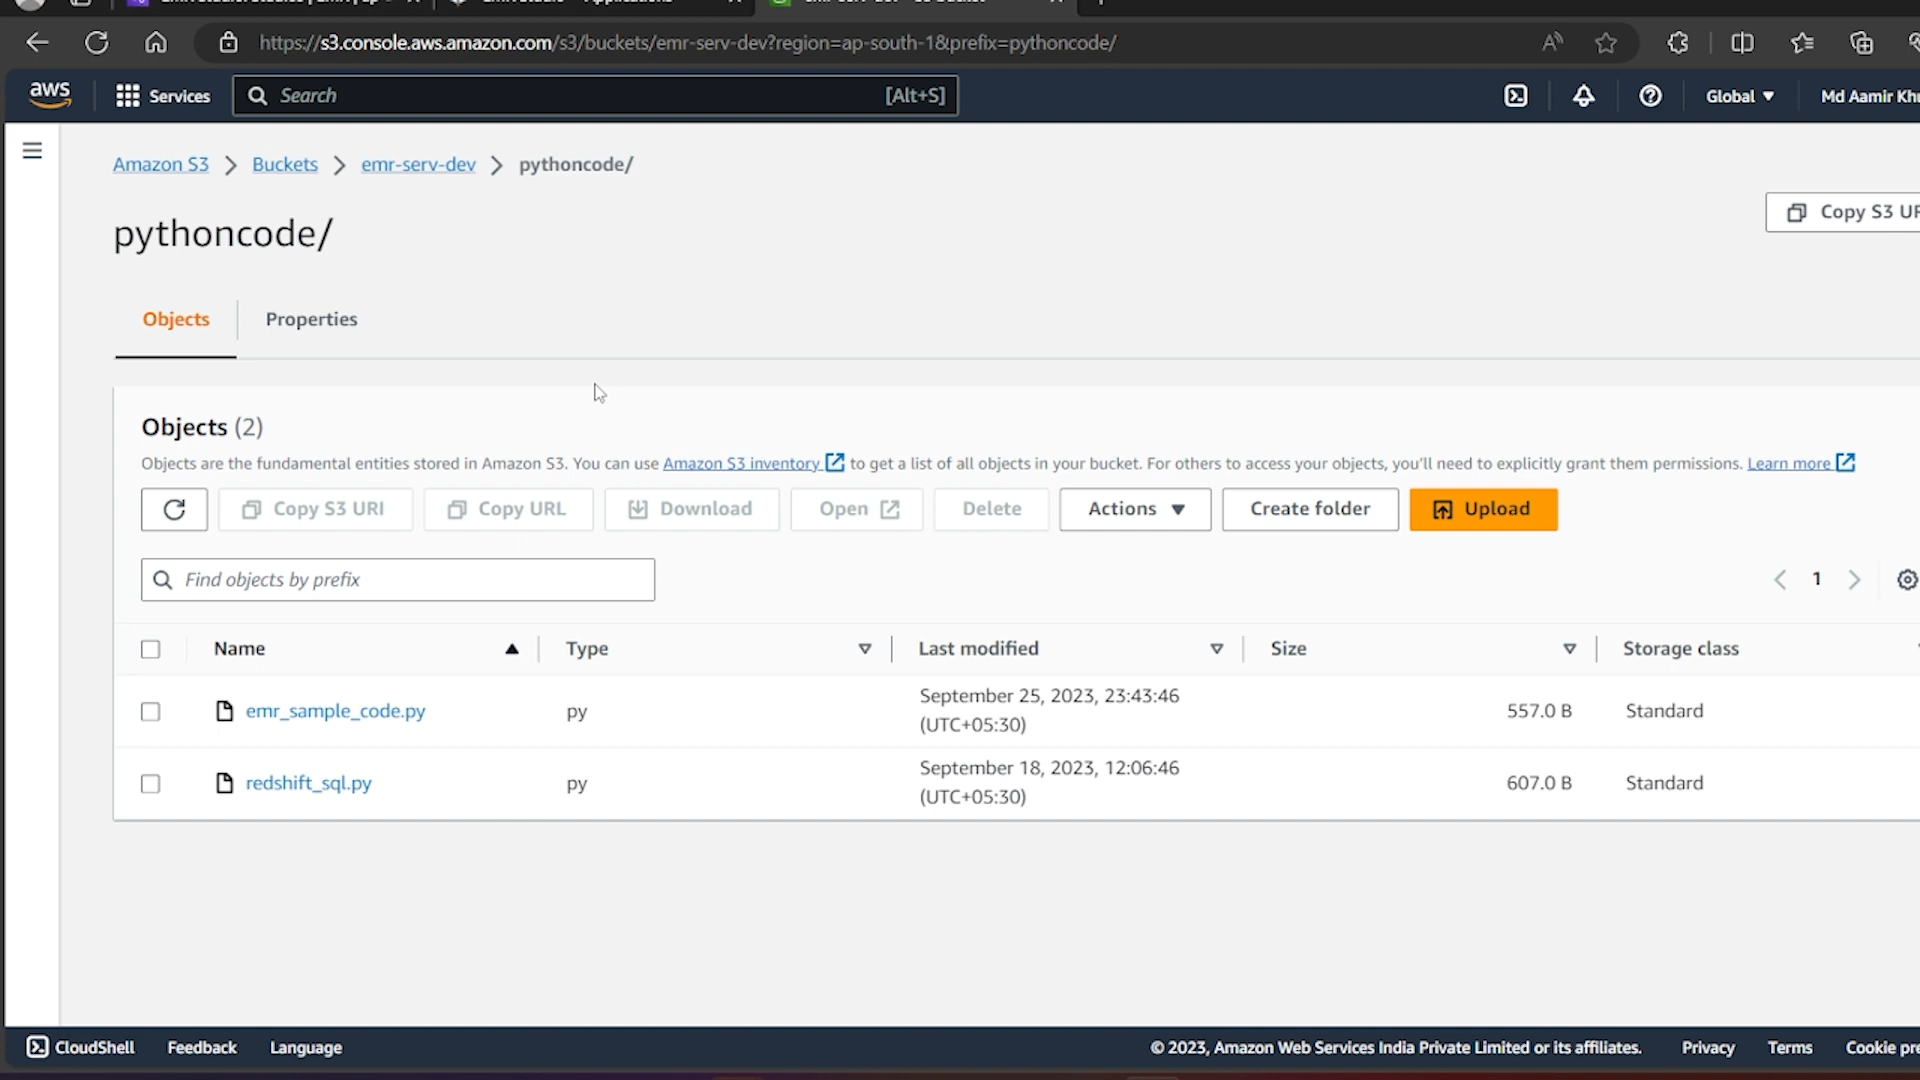 https://s3.console.aws.amazon.com/s3/buckets/emr-serv-dev?region=ap-south-1&prefix=pythoncode/
aws Services Search [Alt+S] Global Md Aamir
Amazon S3 Buckets emr-serv-dev pythoncode/
pythoncode/
Copy S3
Objects Properties
Objects (2)
Objects are the fundamental entities stored in Amazon S3. You can use Amazon S3 inventory to get a list of all objects in your bucket. For others to access your objects, you'll need to explicitly grant them permissions. Learn more
Copy S3 URI Copy URL Download Open Delete Actions Create folder Upload
Find objects by prefix 1
Name Type Last modified Size Storage class
emr_sample_code.py py September 25, 2023, 23:43:46 557.0 B Standard
(UTC+05:30)
redshift_sql.py py September 18, 2023, 12:06:46 607.0 B Standard
(UTC+05:30)
CloudShell Feedback Language © 2023, Amazon Web Services India Private Limited or its affiliates. Privacy Terms Cookie